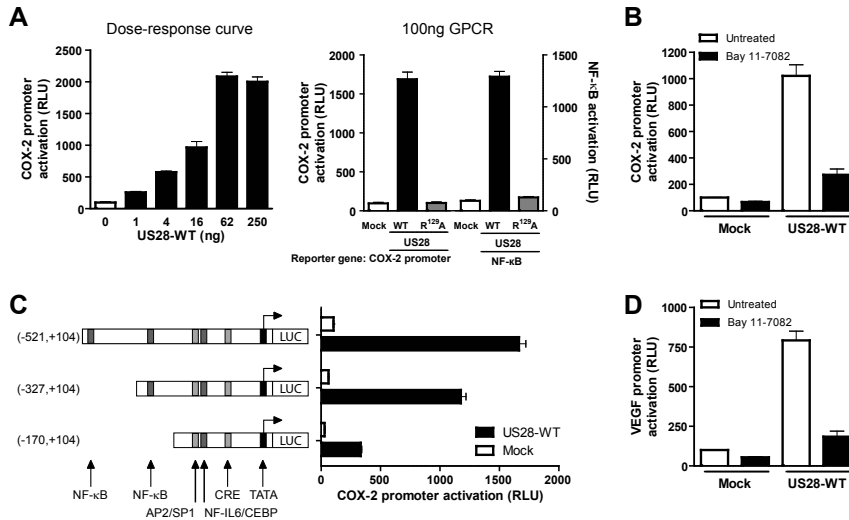 A
Dose-response curve
COX-2 promoter activation (RLU)
2500
2000
1500
1000
500
0
0 1 4 16 62 250
US28-WT (ng)
100ng GPCR
COX-2 promoter activation (RLU)
2000
1500
1000
500
0
NF-κB activation (RLU)
1500
1000
500
0
Mock WT R¹²⁹A Mock WT R¹²⁹A
US28 US28
Reporter gene: COX-2 promoter NF-κB
B
Untreated
Bay 11-7082
COX-2 promoter activation (RLU)
1200
1000
800
600
400
200
0
Mock US28-WT
C
(-521,+104)
LUC
(-327,+104)
LUC
(-170,+104)
LUC
NF-κB NF-κB CRE TATA
AP2/SP1 NF-IL6/CEBP
US28-WT
Mock
0 500 1000 1500 2000
COX-2 promoter activation (RLU)
D
Untreated
Bay 11-7082
VEGF promoter activation (RLU)
1000
750
500
250
0
Mock US28-WT